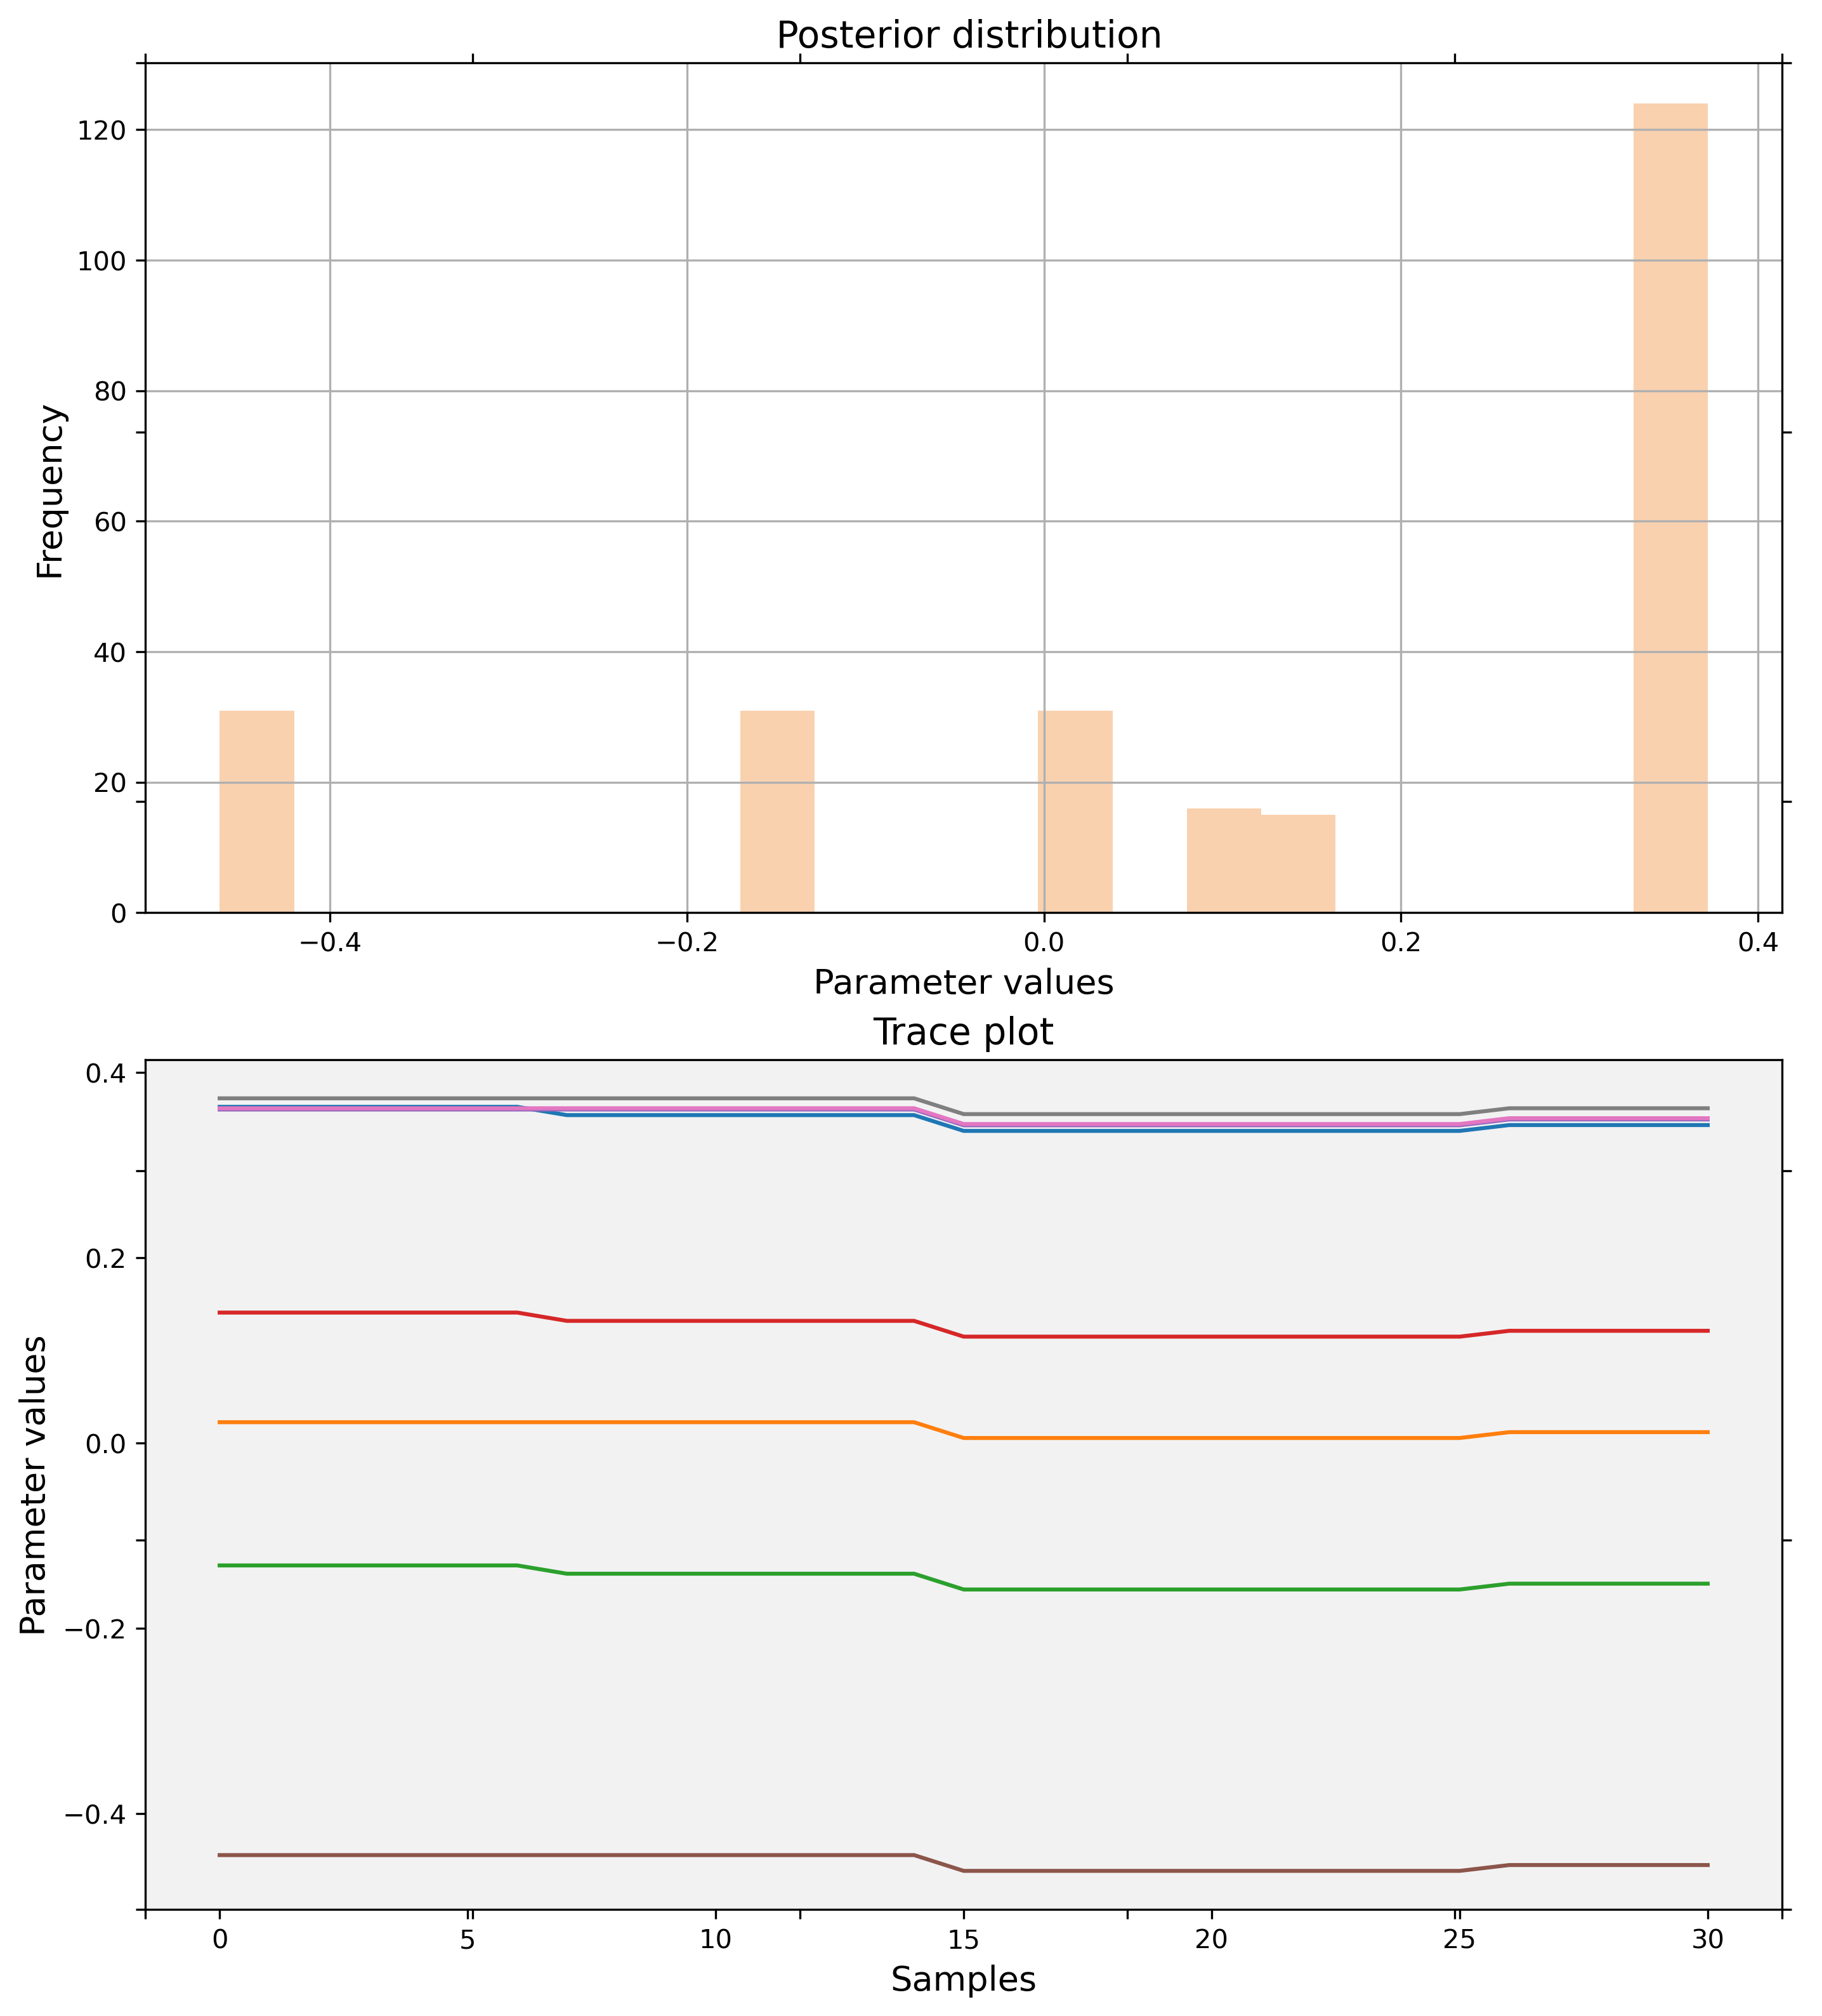 Posterior distribution
120
100
80
60
40
20
0
Frequency
−0.4 −0.2 0.0 0.2 0.4
Parameter values
Trace plot
0.4
0.2
0.0
−0.2
−0.4
Parameter values
0 5 10 15 20 25 30
Samples